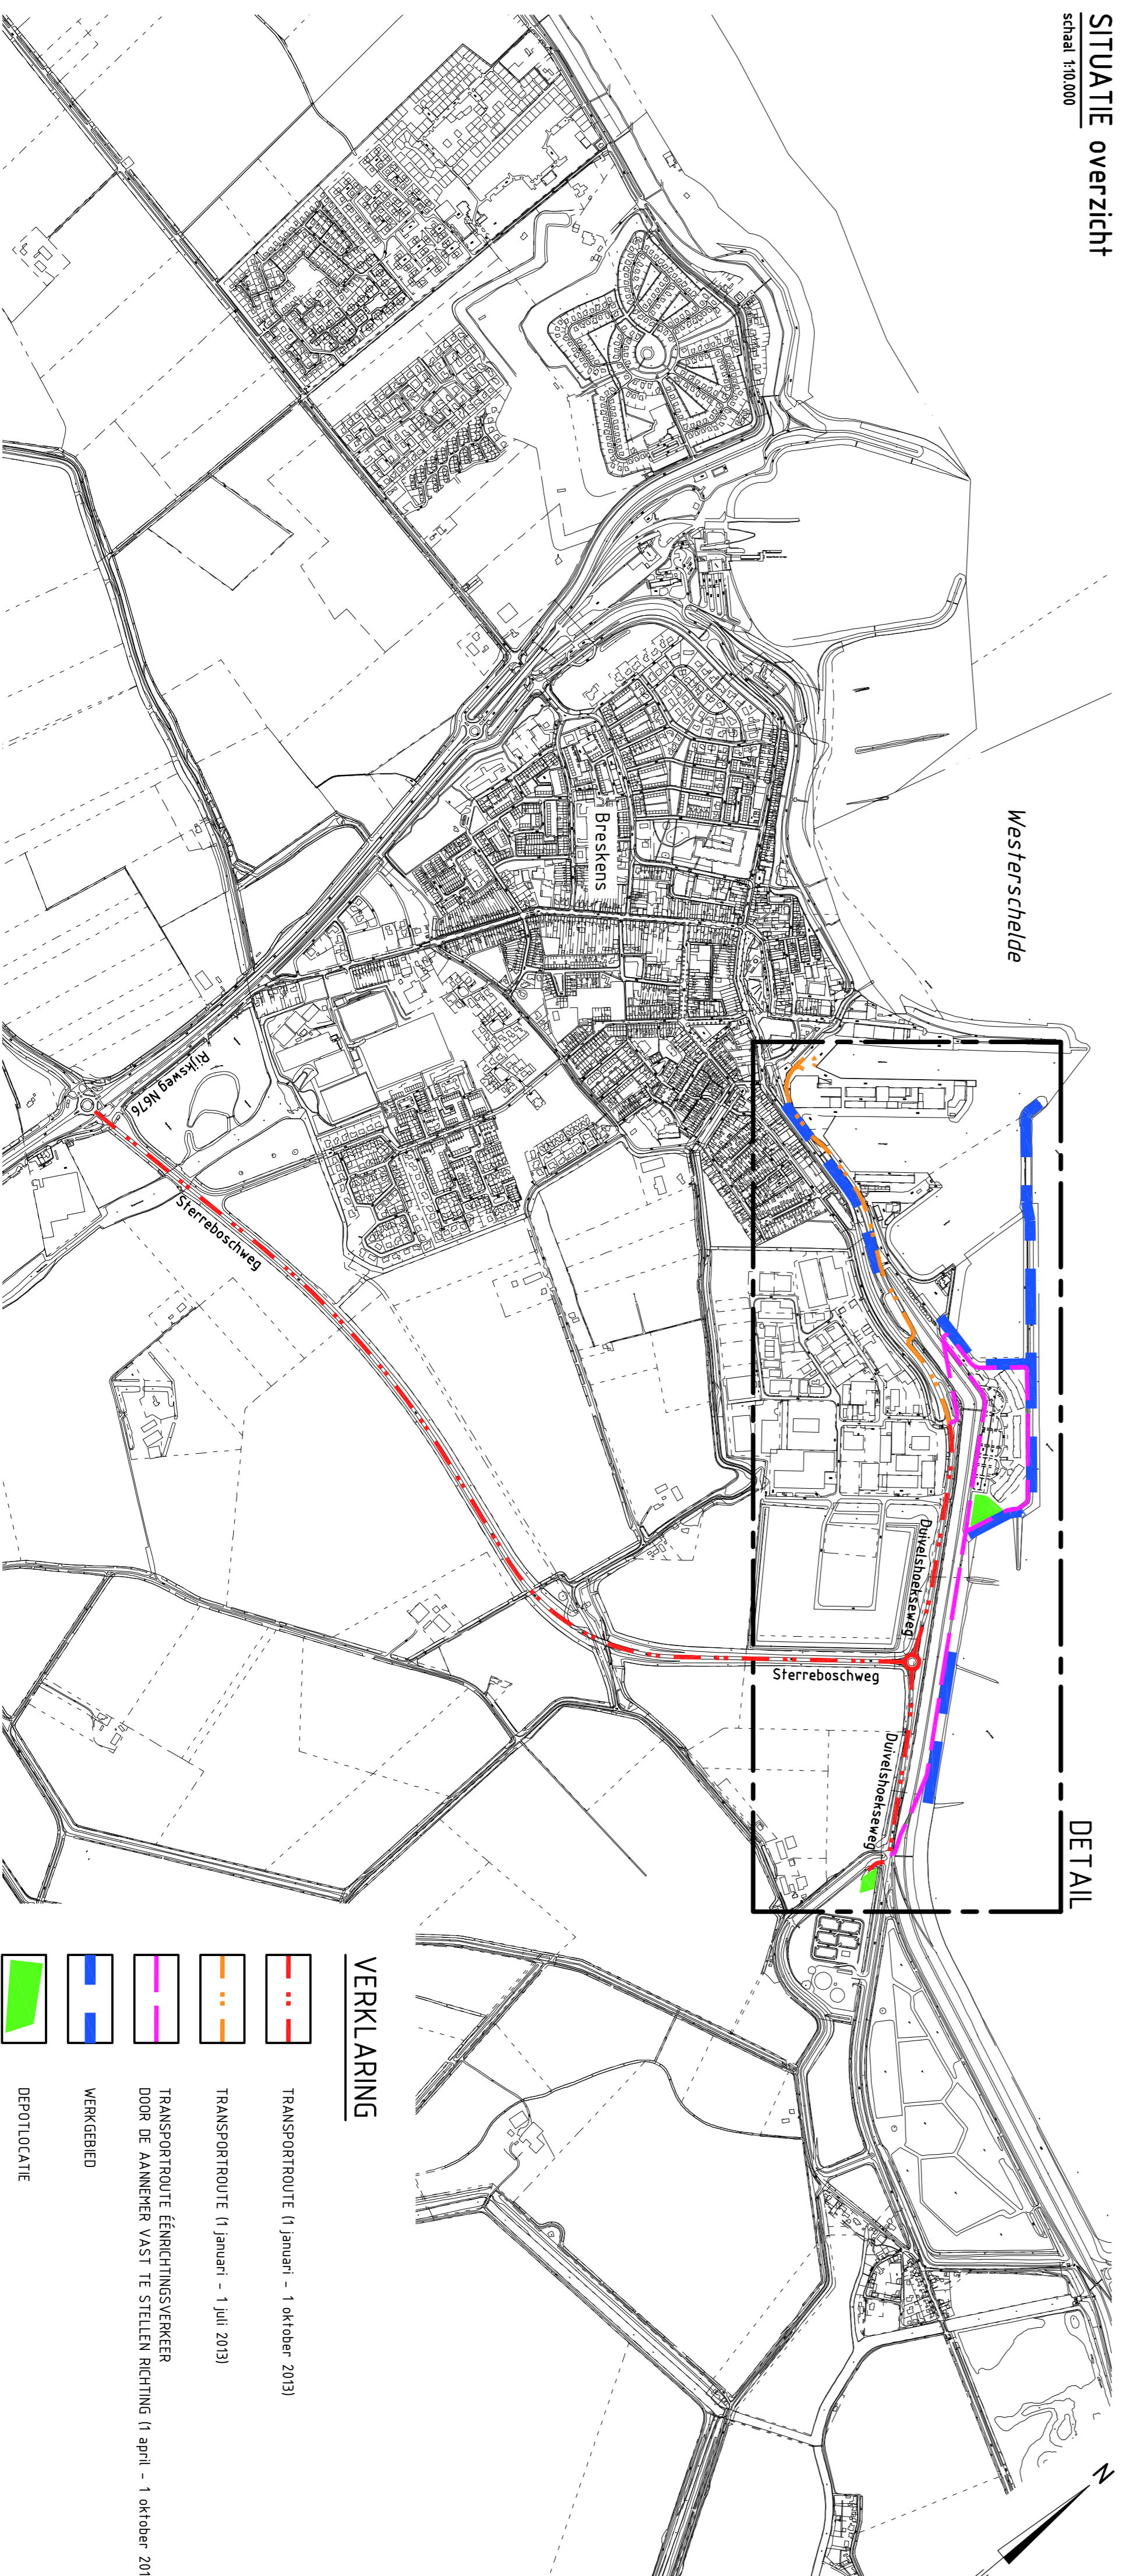 SITUATIE overzicht
schaal 1:10.000
Westerschelde
Breskens
Rijksweg N676
Sterreboschweg
Sterreboschweg
Duivelshoekseweg
Duivelshoekseweg
DETAIL
N
VERKLARING
TRANSPORTROUTE (1 januari - 1 oktober 2013)
TRANSPORTROUTE (1 januari - 1 juli 2013)
TRANSPORTROUTE ÉÉNRICHTINGSVERKEER
DOOR DE AANNEMER VAST TE STELLEN RICHTING (1 april - 1 oktober 201
WERKGEBIED
DEPOTLOCATIE